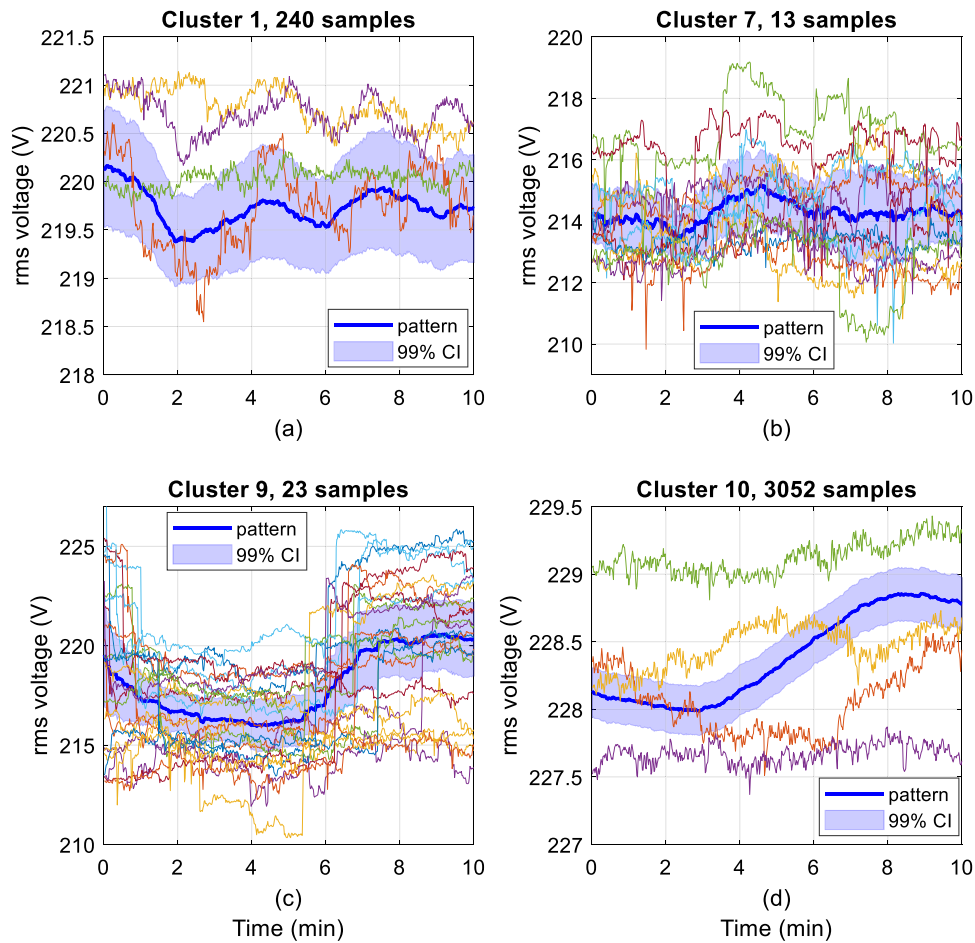 Cluster 1, 240 samples
221.5
221
220.5
220
219.5
219
218.5
218
rms voltage (V)
pattern
99% CI
0 2 4 6 8 10
(a)
Cluster 7, 13 samples
220
218
216
214
212
210
rms voltage (V)
pattern
99% CI
0 2 4 6 8 10
(b)
Cluster 9, 23 samples
225
220
215
210
rms voltage (V)
pattern
99% CI
0 2 4 6 8 10
(c)
Time (min)
Cluster 10, 3052 samples
229.5
229
228.5
228
227.5
227
rms voltage (V)
pattern
99% CI
0 2 4 6 8 10
(d)
Time (min)